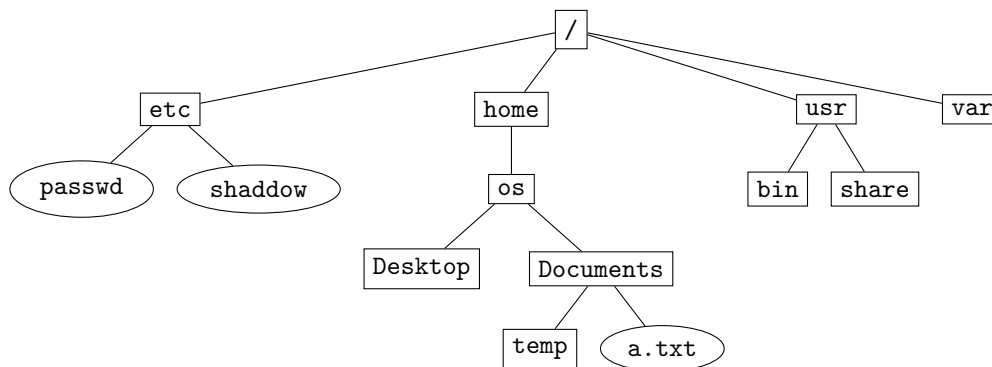 /
etc
home
usr
var
passwd
shaddow
os
bin
share
Desktop
Documents
temp
a.txt